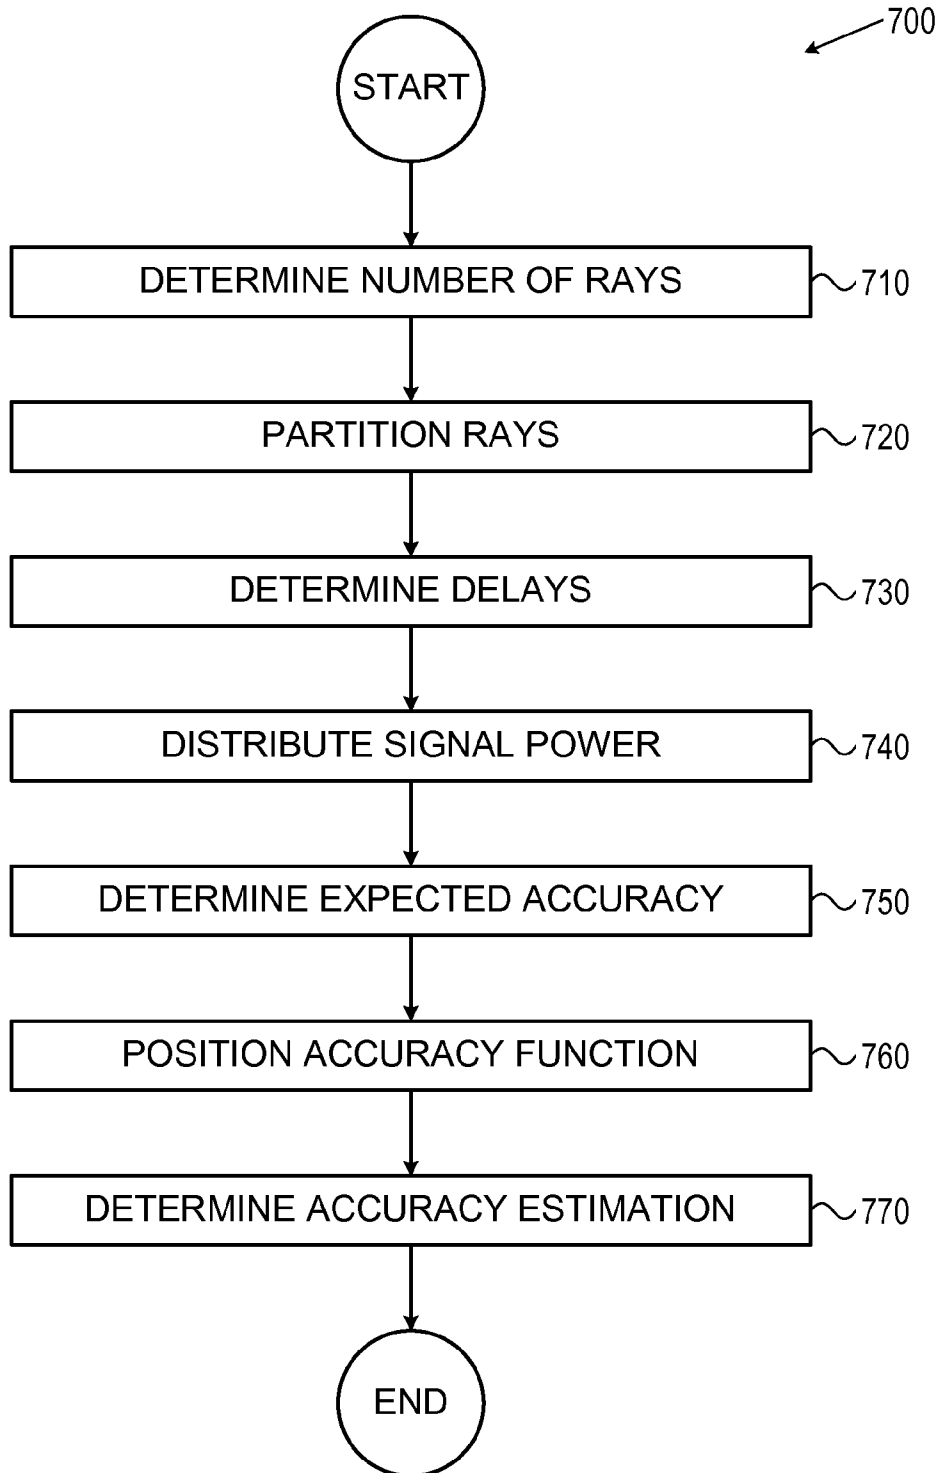 700
START
DETERMINE NUMBER OF RAYS
710
PARTITION RAYS
720
DETERMINE DELAYS
730
DISTRIBUTE SIGNAL POWER
740
DETERMINE EXPECTED ACCURACY
750
POSITION ACCURACY FUNCTION
760
DETERMINE ACCURACY ESTIMATION
770
END